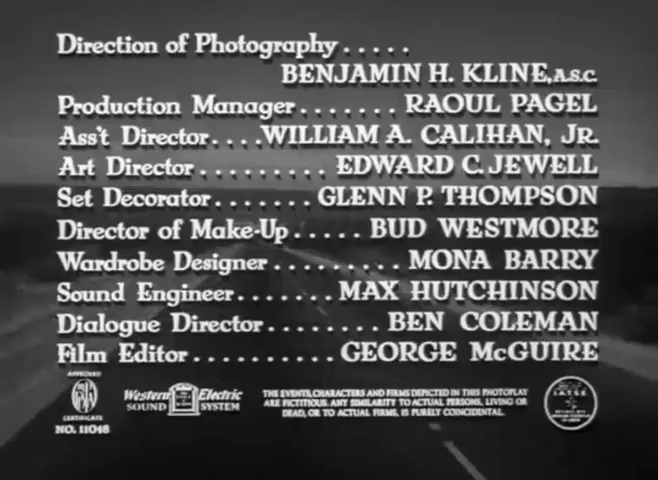 Direction of Photography.....
BENJAMIN H. KLINE, A.S.C.
Production Manager.......RAOUL PAGEL
Ass't Director....WILLIAM A. CALIHAN, JR.
Art Director.........EDWARD C. JEWELL
Set Decorator.......GLENN P. THOMPSON
Director of Make-Up.....BUD WESTMORE
Wardrobe Designer........MONA BARRY
Sound Engineer.......MAX HUTCHINSON
Dialogue Director........BEN COLEMAN
Film Editor..........GEORGE McGUIRE
APPROVED
CERTIFICATE
NO. 11048
Western Electric
SOUND SYSTEM
THE EVENTS, CHARACTERS AND FIRMS DEPICTED IN THIS PHOTOPLAY
ARE FICTITIOUS. ANY SIMILARITY TO ACTUAL PERSONS, LIVING OR
DEAD, OR TO ACTUAL FIRMS, IS PURELY COINCIDENTAL.
I.A.T.S.E.